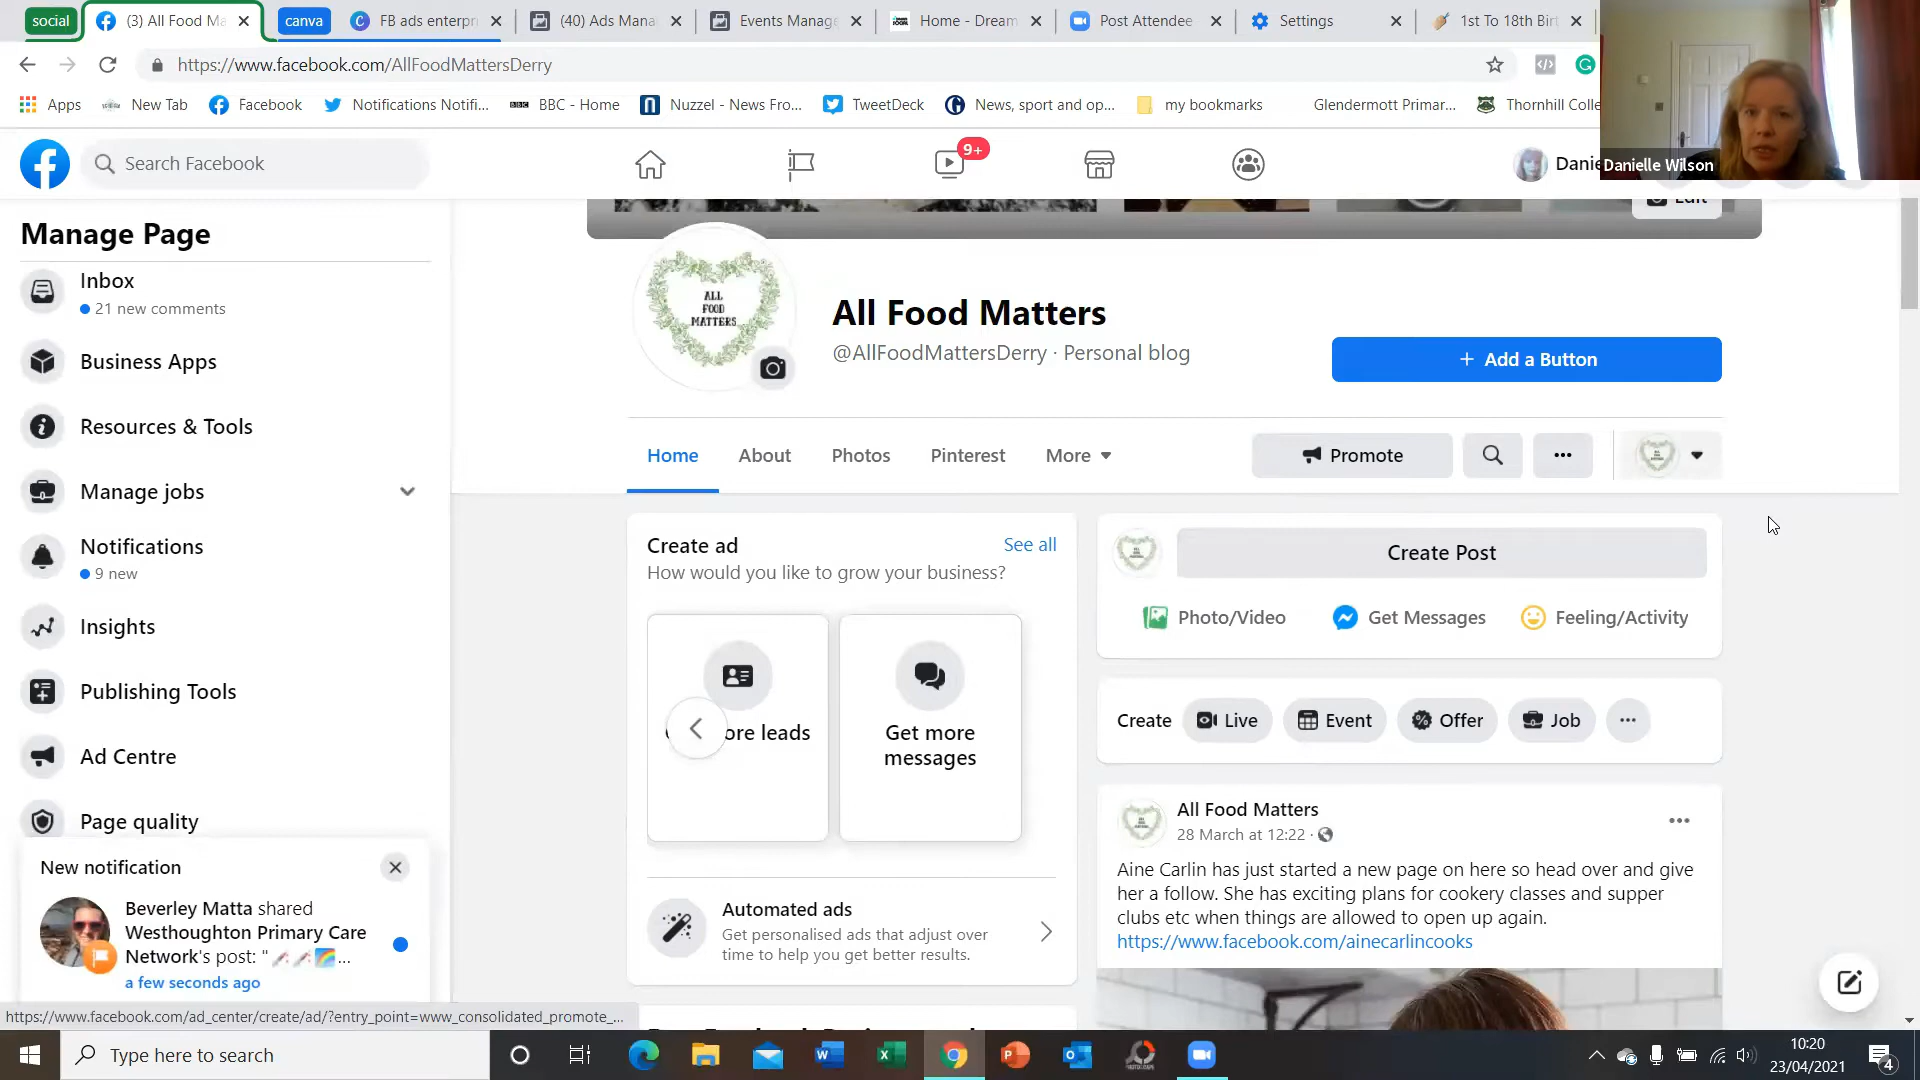 social
(3) All Food Ma
canva
FB ads enterpr
(40) Ads Mana
Events Manage
Home - Dream
Post Attendee
Settings
1st To 18th Birt
https://www.facebook.com/AllFoodMattersDerry
Apps
New Tab
Facebook
Notifications Notifi...
BBC - Home
Nuzzel - News Fro...
TweetDeck
News, sport and op...
my bookmarks
Glendermott Primar...
Thornhill Colle
Search Facebook
9+
Danie
Danielle Wilson
Edit
Manage Page
Inbox
21 new comments
Business Apps
Resources & Tools
Manage jobs
Notifications
9 new
Insights
Publishing Tools
Ad Centre
Page quality
New notification
Beverley Matta shared
Westhoughton Primary Care
Network's post: "
...
a few seconds ago
https://www.facebook.com/ad_center/create/ad/?entry_point=www_consolidated_promote_...
ALL
FOOD
MATTERS
All Food Matters
@AllFoodMattersDerry · Personal blog
+ Add a Button
Home
About
Photos
Pinterest
More
Promote
Create ad
See all
How would you like to grow your business?
ore leads
Get more
messages
Automated ads
Get personalised ads that adjust over
time to help you get better results.
Create Post
Photo/Video
Get Messages
Feeling/Activity
Create
Live
Event
Offer
Job
All Food Matters
28 March at 12:22 ·
Aine Carlin has just started a new page on here so head over and give
her a follow. She has exciting plans for cookery classes and supper
clubs etc when things are allowed to open up again.
https://www.facebook.com/ainecarlincooks
Type here to search
10:20
23/04/2021
4